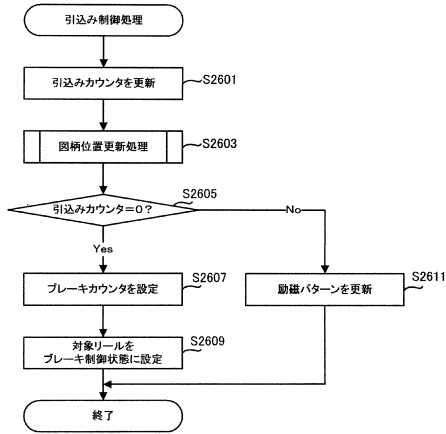 引込み制御処理
引込みカウンタを更新
S2601
図柄位置更新処理
S2603
S2605
引込みカウンタ=0?
No
Yes
ブレーキカウンタを設定
S2607
励磁パターンを更新
S2611
対象リールを
ブレーキ制御状態に設定
S2609
終了